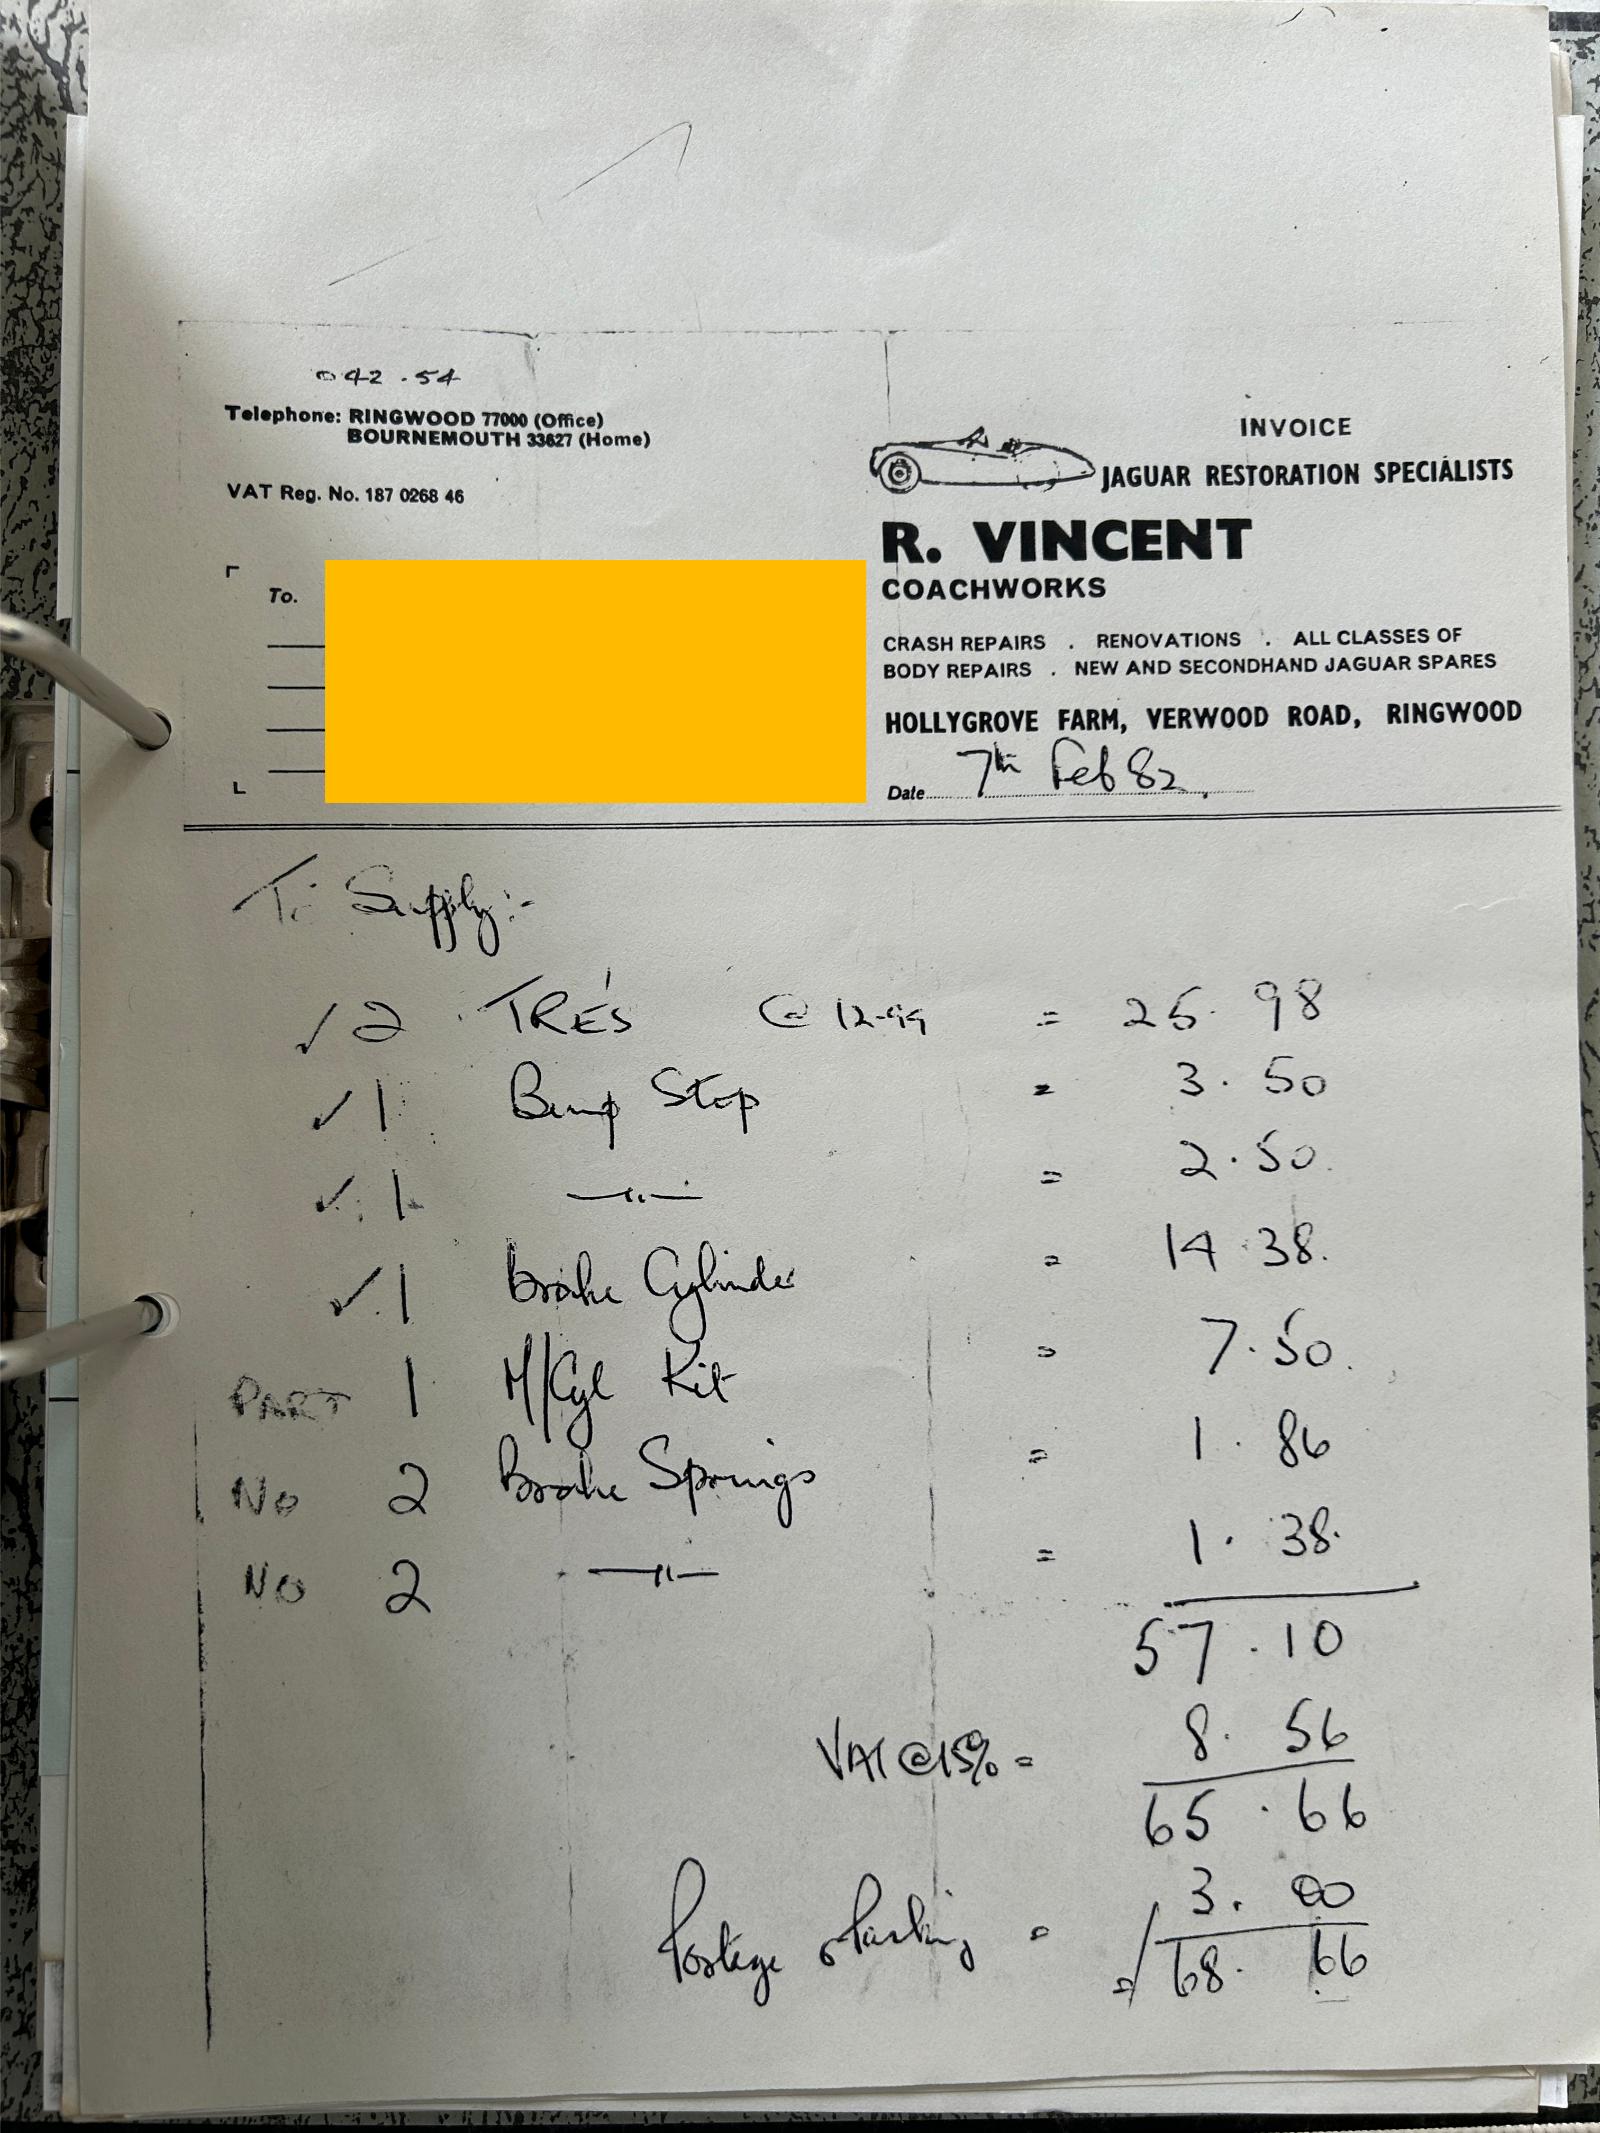 042.54
Telephone: RINGWOOD 77000 (Office)
BOURNEMOUTH 33627 (Home)
VAT Reg. No. 187 0268 46
INVOICE
JAGUAR RESTORATION SPECIALISTS
R. VINCENT
COACHWORKS
CRASH REPAIRS . RENOVATIONS . ALL CLASSES OF
BODY REPAIRS . NEW AND SECONDHAND JAGUAR SPARES
HOLLYGROVE FARM, VERWOOD ROAD, RINGWOOD
Date 7th Feb 82.
To.
To Supply:-
✓ 2 TRE's @ 12-99 = 25.98
✓ 1 Bump Stop = 3.50
✓ 1 —"— = 2.50
✓ 1 Brake Cylinder = 14.38
PART 1 M/Cyl Kit = 7.50
No 2 Brake Springs = 1.86
No 2 —"— = 1.38
57.10
VAT @ 15% = 8.56
65.66
Postage & Packing = 3.00
= 68.66